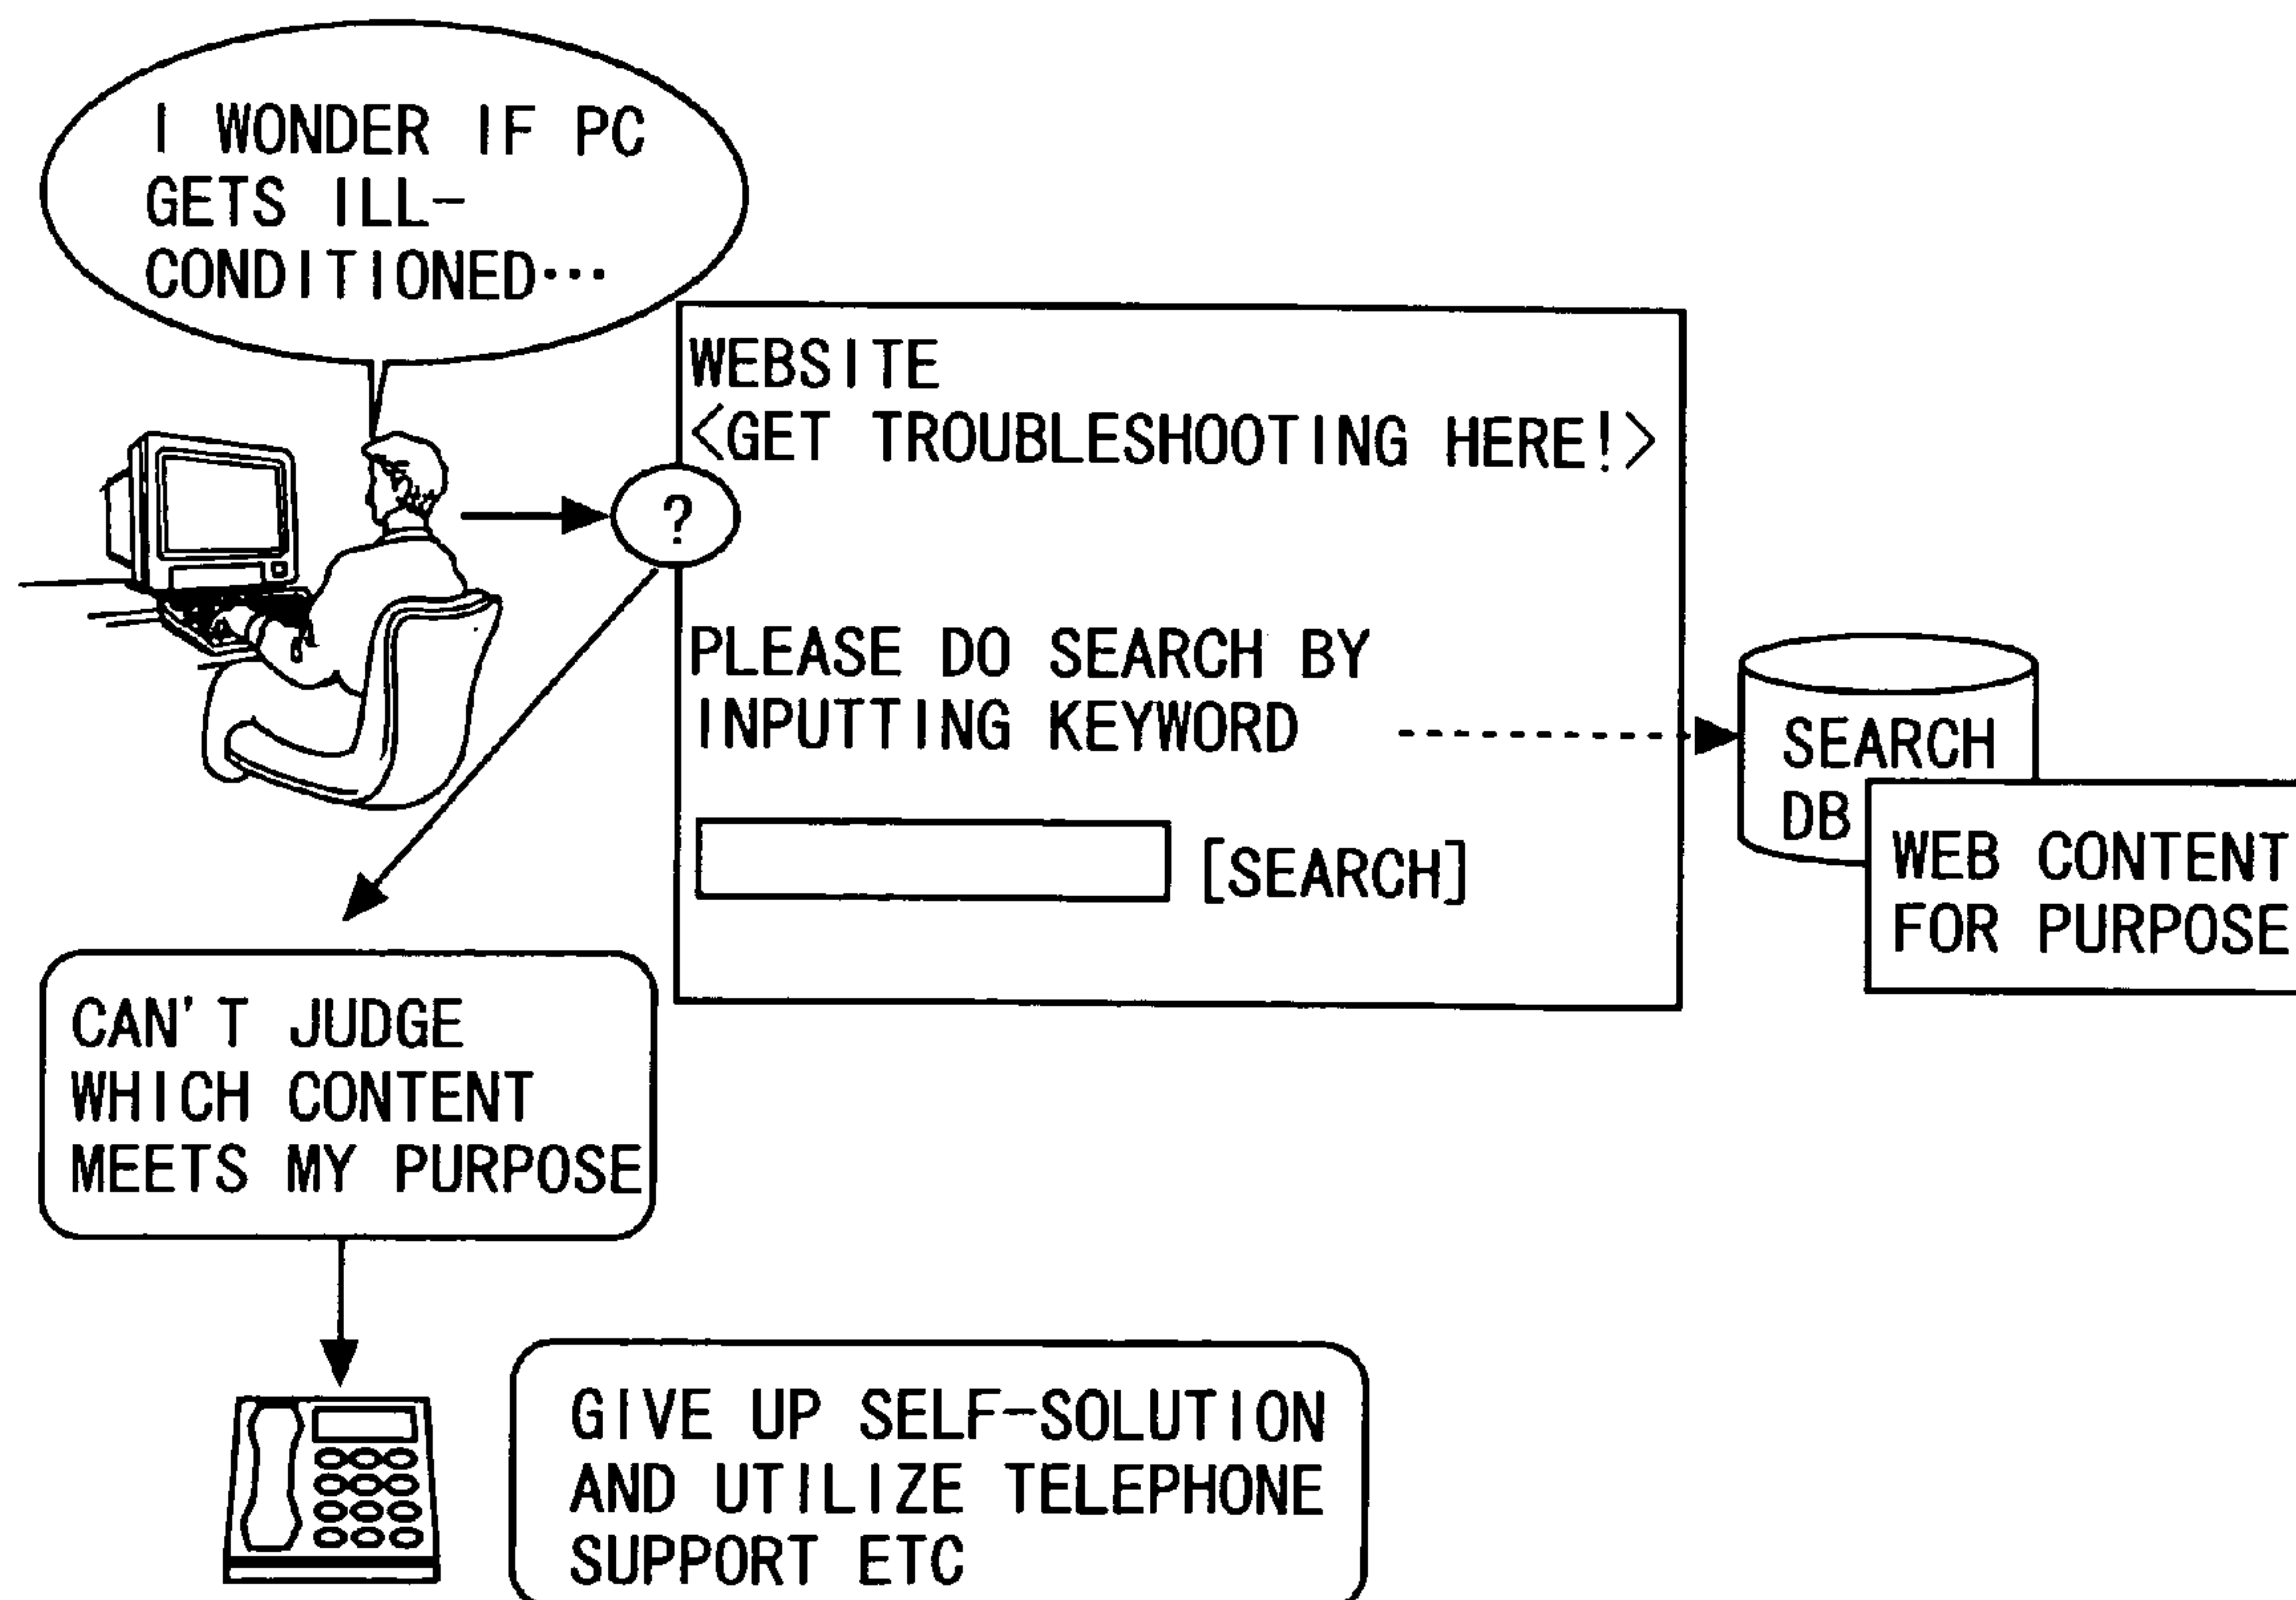 I WONDER IF PC
GETS ILL-
CONDITIONED···
WEBSITE
<GET TROUBLESHOOTING HERE!>
?
PLEASE DO SEARCH BY
INPUTTING KEYWORD
[SEARCH]
SEARCH
DB
WEB CONTENT
FOR PURPOSE
CAN'T JUDGE
WHICH CONTENT
MEETS MY PURPOSE
GIVE UP SELF-SOLUTION
AND UTILIZE TELEPHONE
SUPPORT ETC